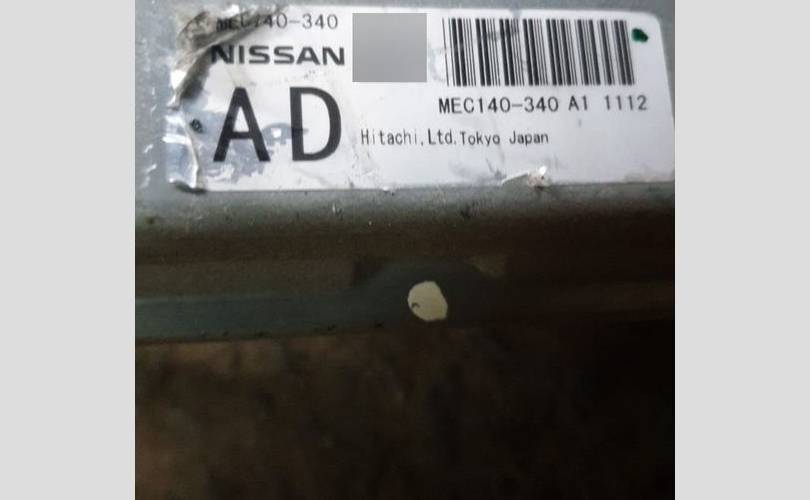 MEC140-340
NISSAN
AD
MEC140-340 A1 1112
Hitachi,Ltd.Tokyo Japan